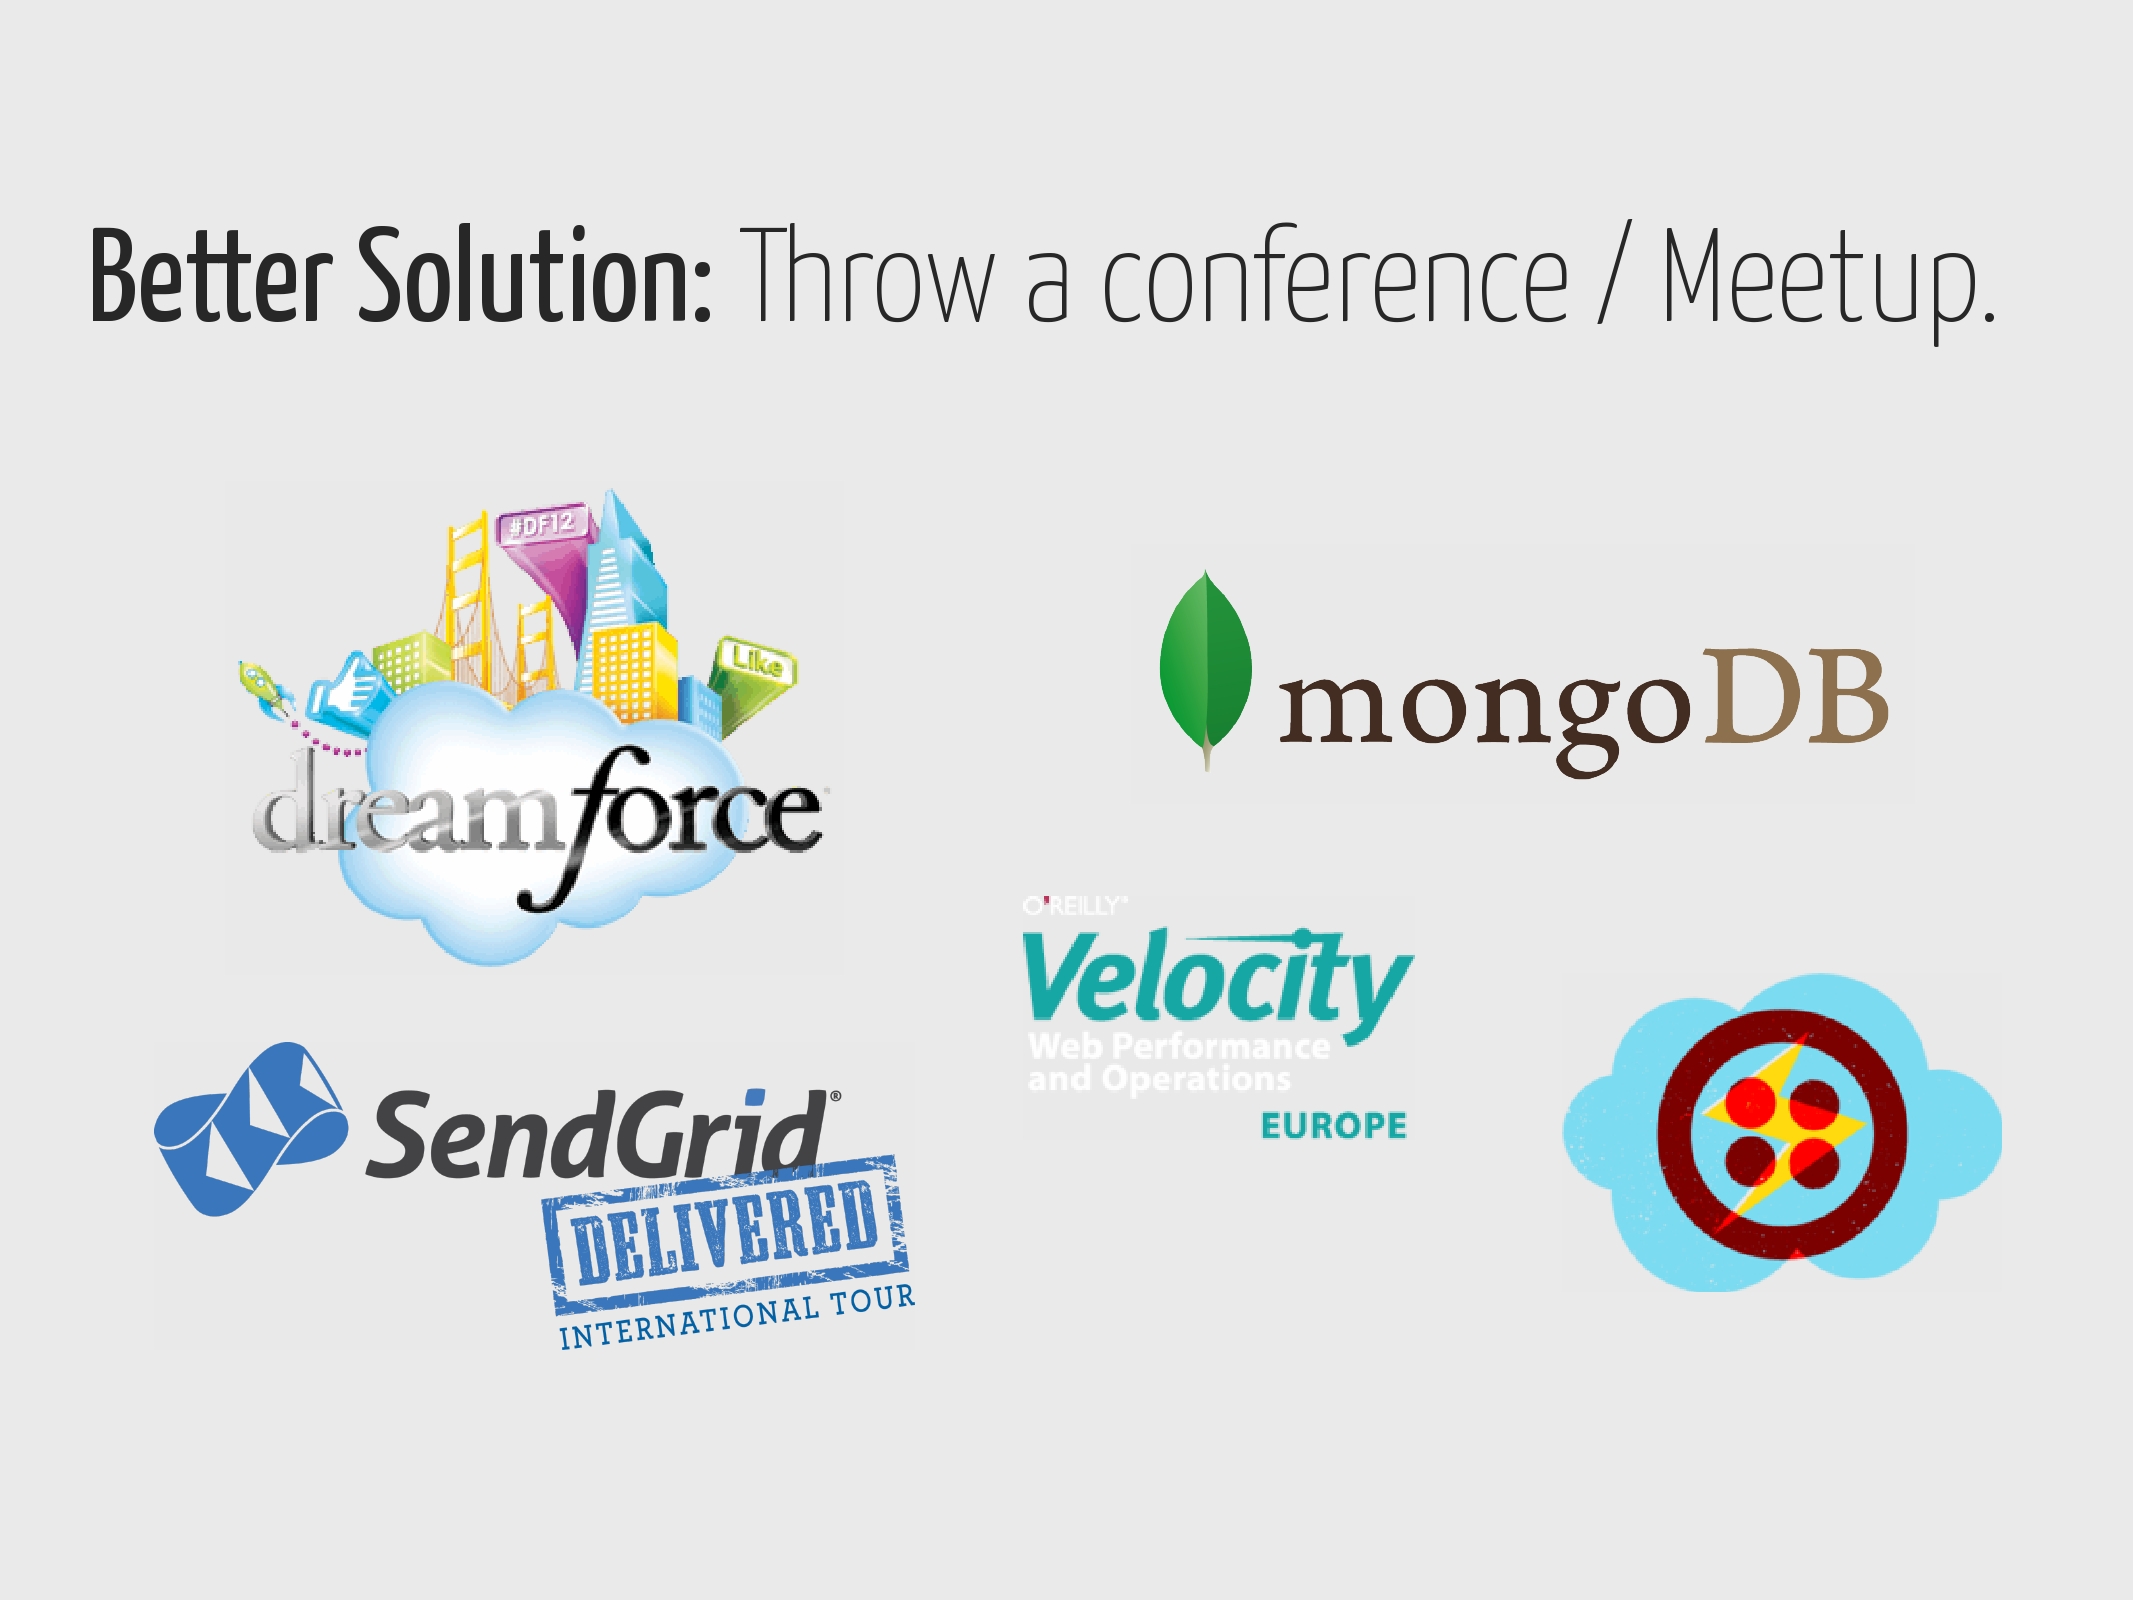 Better Solution: Throw a conference / Meetup.
#DF12
Like
dreamforce
mongoDB
O'REILLY®
Velocity
Web Performance
and Operations
EUROPE
SendGrid®
DELIVERED
INTERNATIONAL TOUR